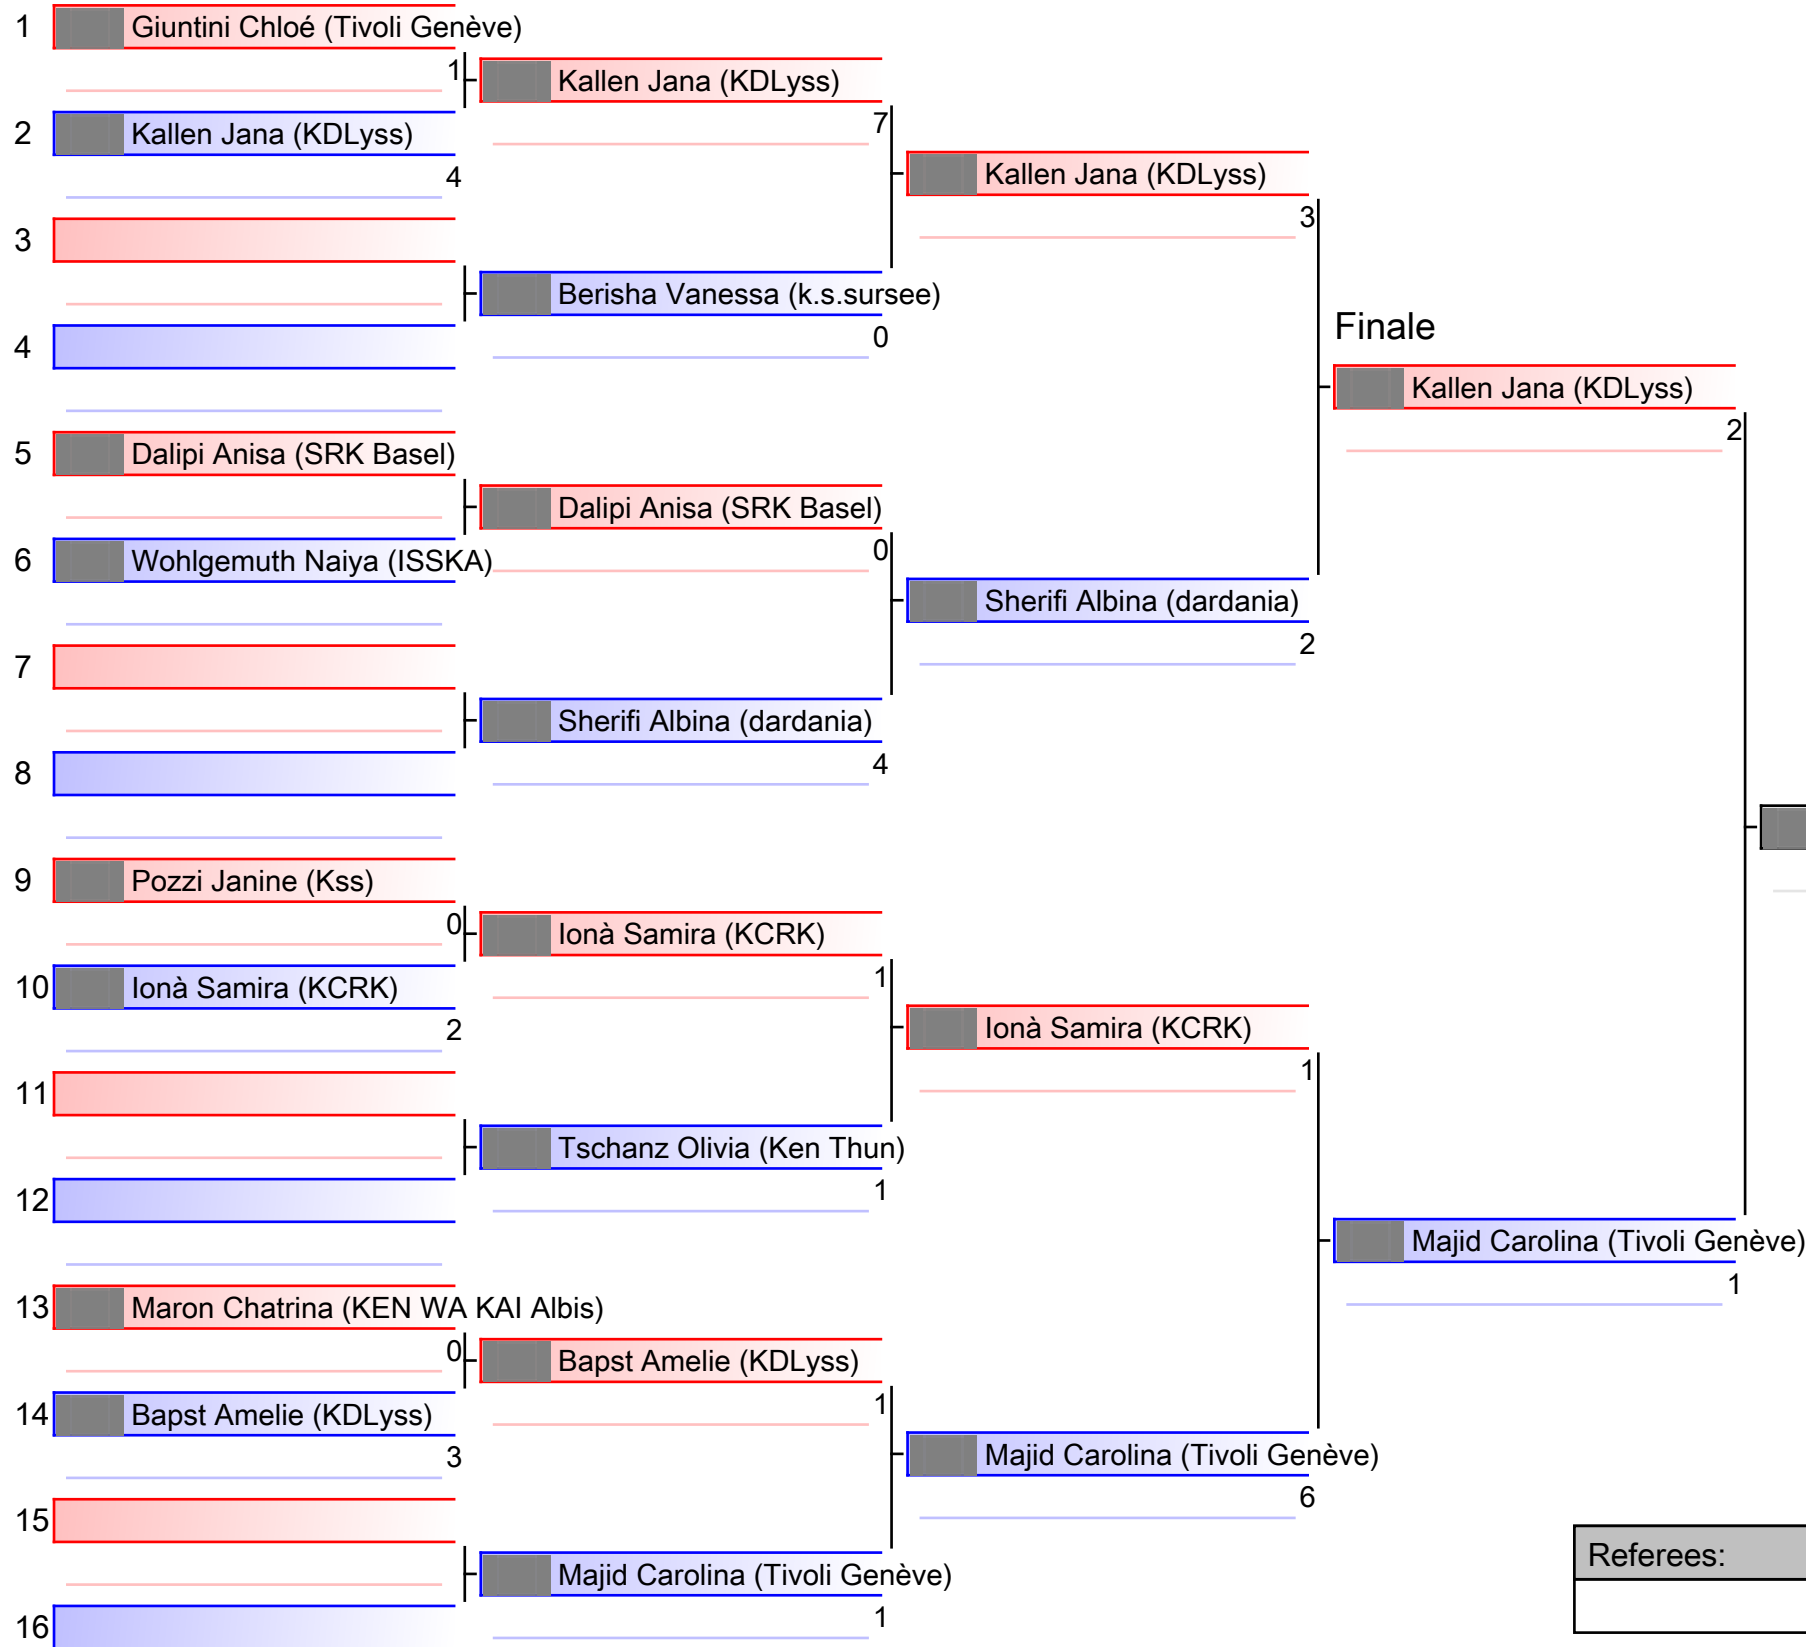 1 Giuntini Chloé (Tivoli Genève)
1
2 Kallen Jana (KDLyss)
4
3
4
5 Dalipi Anisa (SRK Basel)
6 Wohlgemuth Naiya (ISSKA)
7
8
9 Pozzi Janine (Kss)
0
10 Ionà Samira (KCRK)
2
11
12
13 Maron Chatrina (KEN WA KAI Albis)
0
14 Bapst Amelie (KDLyss)
3
15
16
Kallen Jana (KDLyss)
7
Berisha Vanessa (k.s.sursee)
0
Dalipi Anisa (SRK Basel)
0
Sherifi Albina (dardania)
4
Ionà Samira (KCRK)
1
Tschanz Olivia (Ken Thun)
1
Bapst Amelie (KDLyss)
1
Majid Carolina (Tivoli Genève)
1
Kallen Jana (KDLyss)
3
Sherifi Albina (dardania)
2
Ionà Samira (KCRK)
1
Majid Carolina (Tivoli Genève)
6
Finale
Kallen Jana (KDLyss)
2
Majid Carolina (Tivoli Genève)
1
Referees: